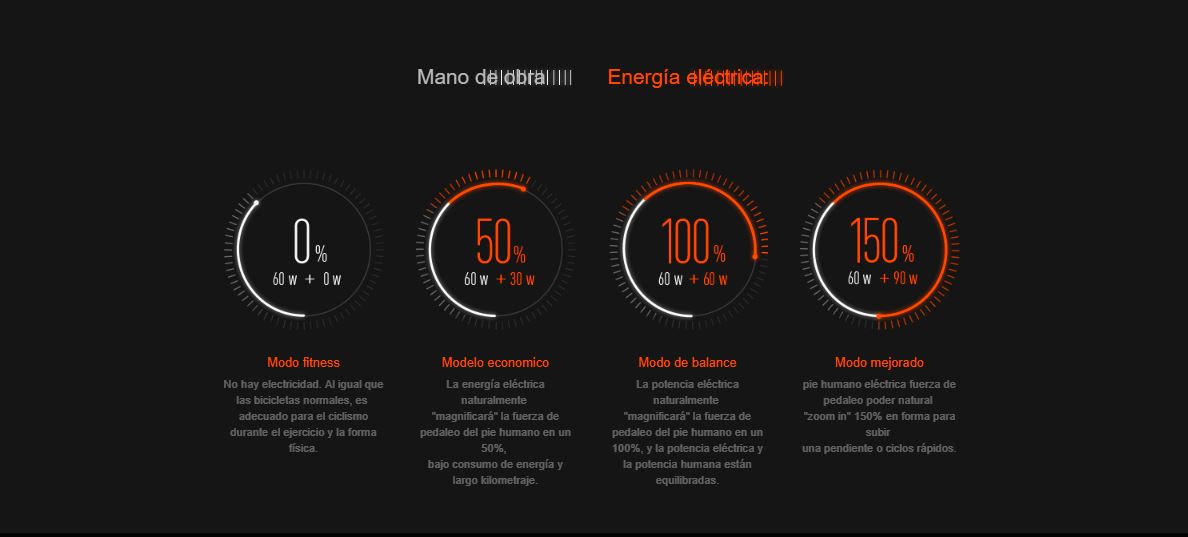 Mano de obra
Energía eléctrica:
0 %
60 w + 0 w
50 %
60 w + 30 w
100 %
60 w + 60 w
150 %
60 w + 90 w
Modo fitness
No hay electricidad. Al igual que
las bicicletas normales, es
adecuado para el ciclismo
durante el ejercicio y la forma
física.
Modelo economico
La energía eléctrica
naturalmente
"magnificará" la fuerza de
pedaleo del pie humano en un
50%,
bajo consumo de energía y
largo kilometraje.
Modo de balance
La potencia eléctrica
naturalmente
"magnificará" la fuerza de
pedaleo del pie humano en un
100%, y la potencia eléctrica y
la potencia humana están
equilibradas.
Modo mejorado
pie humano eléctrica fuerza de
pedaleo poder natural
"zoom in" 150% en forma para
subir
una pendiente o ciclos rápidos.